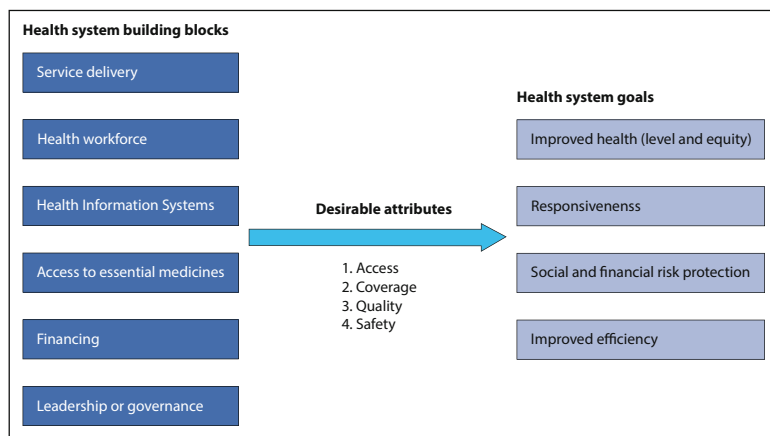 Health system building blocks
Service delivery
Health workforce
Health Information Systems
Access to essential medicines
Financing
Leadership or governance
Desirable attributes
1. Access
2. Coverage
3. Quality
4. Safety
Health system goals
Improved health (level and equity)
Responsivenenss
Social and financial risk protection
Improved efficiency